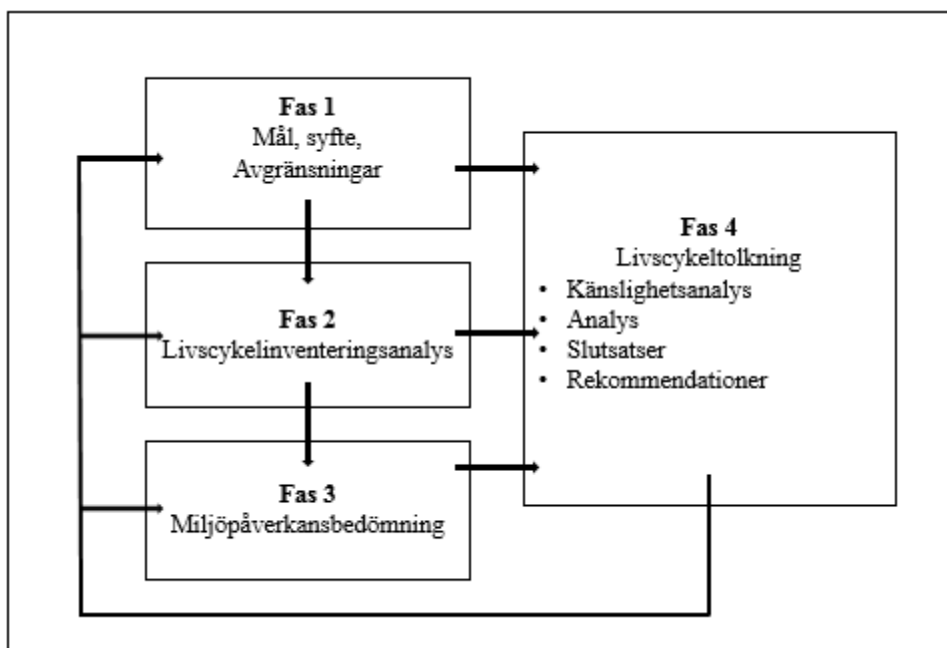 Fas 1
Mål, syfte,
Avgränsningar
Fas 2
Livscykelinventeringsanalys
Fas 3
Miljöpåverkansbedömning
Fas 4
Livscykeltolkning
• Känslighetsanalys
• Analys
• Slutsatser
• Rekommendationer